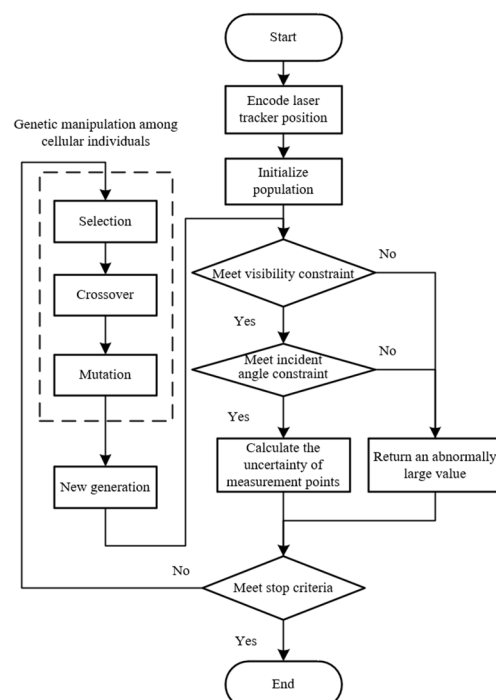 Start
Encode laser
tracker position
Initialize
population
Genetic manipulation among
cellular individuals
Selection
Crossover
Mutation
New generation
Meet visibility constraint
No
Yes
Meet incident
angle constraint
No
Yes
Calculate the
uncertainty of
measurement points
Return an abnormally
large value
Meet stop criteria
No
Yes
End